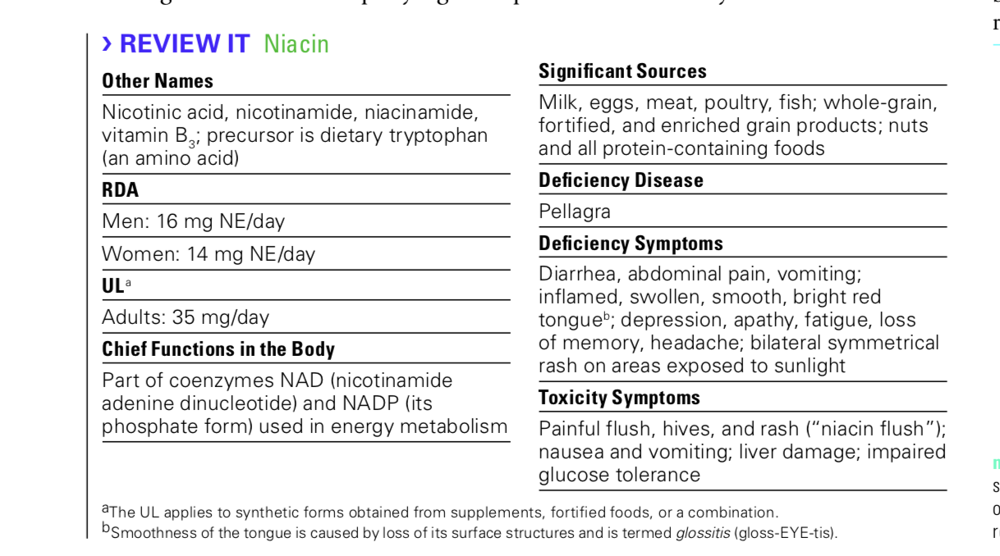 › REVIEW IT Niacin
Other Names
Nicotinic acid, nicotinamide, niacinamide,
vitamin B3; precursor is dietary tryptophan
(an amino acid)
RDA
Men: 16 mg NE/day
Women: 14 mg NE/day
ULa
Adults: 35 mg/day
Chief Functions in the Body
Part of coenzymes NAD (nicotinamide
adenine dinucleotide) and NADP (its
phosphate form) used in energy metabolism
Significant Sources
Milk, eggs, meat, poultry, fish; whole-grain,
fortified, and enriched grain products; nuts
and all protein-containing foods
Deficiency Disease
Pellagra
Deficiency Symptoms
Diarrhea, abdominal pain, vomiting;
inflamed, swollen, smooth, bright red
tongueb; depression, apathy, fatigue, loss
of memory, headache; bilateral symmetrical
rash on areas exposed to sunlight
Toxicity Symptoms
Painful flush, hives, and rash (“niacin flush”);
nausea and vomiting; liver damage; impaired
glucose tolerance
aThe UL applies to synthetic forms obtained from supplements, fortified foods, or a combination.
bSmoothness of the tongue is caused by loss of its surface structures and is termed glossitis (gloss-EYE-tis).